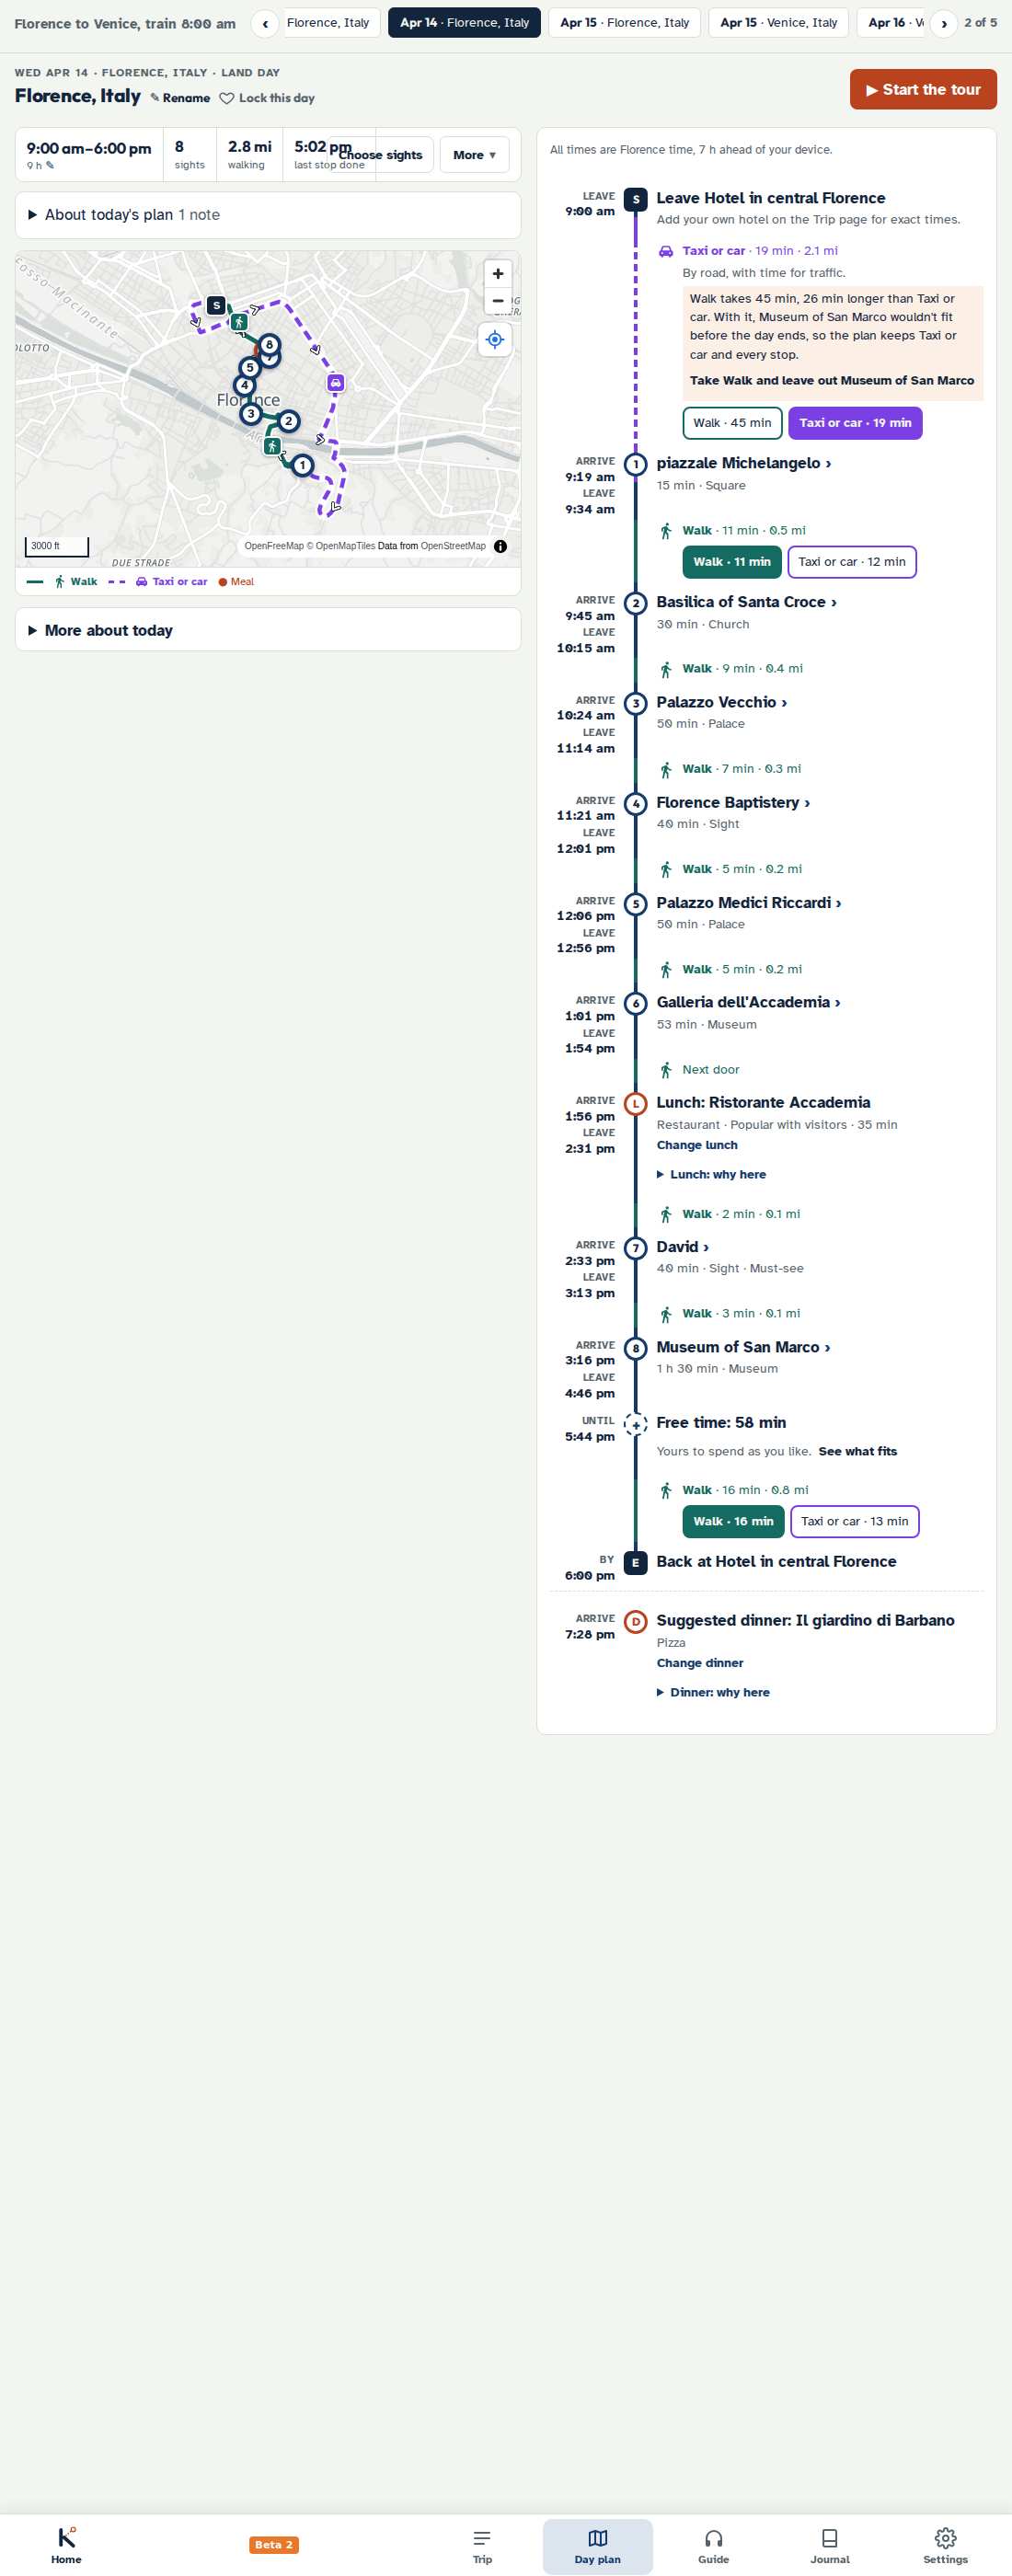 Florence to Venice, train 8:00 am
‹
Florence, Italy
Apr 14 · Florence, Italy
Apr 15 · Florence, Italy
Apr 15 · Venice, Italy
Apr 16 · V
›
2 of 5
WED APR 14 · FLORENCE, ITALY · LAND DAY
Florence, Italy ✎ Rename Lock this day
▶ Start the tour
9:00 am–6:00 pm
9 h ✎
8
sights
2.8 mi
walking
5:02 pm
last stop done
Choose sights
More ▾
▶ About today's plan 1 note
Fosso Macinante
OLOTTO
Florence
DUE STRADE
S
8
7
5
4
3
2
1
+
−
3000 ft
OpenFreeMap © OpenMapTiles Data from OpenStreetMap
Walk Taxi or car Meal
▶ More about today
All times are Florence time, 7 h ahead of your device.
LEAVE
9:00 am
S
Leave Hotel in central Florence
Add your own hotel on the Trip page for exact times.
Taxi or car · 19 min · 2.1 mi
By road, with time for traffic.
Walk takes 45 min, 26 min longer than Taxi or
car. With it, Museum of San Marco wouldn't fit
before the day ends, so the plan keeps Taxi or
car and every stop.
Take Walk and leave out Museum of San Marco
Walk · 45 min
Taxi or car · 19 min
ARRIVE
9:19 am
LEAVE
9:34 am
1
piazzale Michelangelo ›
15 min · Square
Walk · 11 min · 0.5 mi
Walk · 11 min
Taxi or car · 12 min
ARRIVE
9:45 am
LEAVE
10:15 am
2
Basilica of Santa Croce ›
30 min · Church
Walk · 9 min · 0.4 mi
ARRIVE
10:24 am
LEAVE
11:14 am
3
Palazzo Vecchio ›
50 min · Palace
Walk · 7 min · 0.3 mi
ARRIVE
11:21 am
LEAVE
12:01 pm
4
Florence Baptistery ›
40 min · Sight
Walk · 5 min · 0.2 mi
ARRIVE
12:06 pm
LEAVE
12:56 pm
5
Palazzo Medici Riccardi ›
50 min · Palace
Walk · 5 min · 0.2 mi
ARRIVE
1:01 pm
LEAVE
1:54 pm
6
Galleria dell'Accademia ›
53 min · Museum
Next door
ARRIVE
1:56 pm
LEAVE
2:31 pm
L
Lunch: Ristorante Accademia
Restaurant · Popular with visitors · 35 min
Change lunch
▶ Lunch: why here
Walk · 2 min · 0.1 mi
ARRIVE
2:33 pm
LEAVE
3:13 pm
7
David ›
40 min · Sight · Must-see
Walk · 3 min · 0.1 mi
ARRIVE
3:16 pm
LEAVE
4:46 pm
8
Museum of San Marco ›
1 h 30 min · Museum
UNTIL
5:44 pm
+
Free time: 58 min
Yours to spend as you like. See what fits
Walk · 16 min · 0.8 mi
Walk · 16 min
Taxi or car · 13 min
BY
6:00 pm
E
Back at Hotel in central Florence
ARRIVE
7:28 pm
D
Suggested dinner: Il giardino di Barbano
Pizza
Change dinner
▶ Dinner: why here
Home
Beta 2
Trip
Day plan
Guide
Journal
Settings